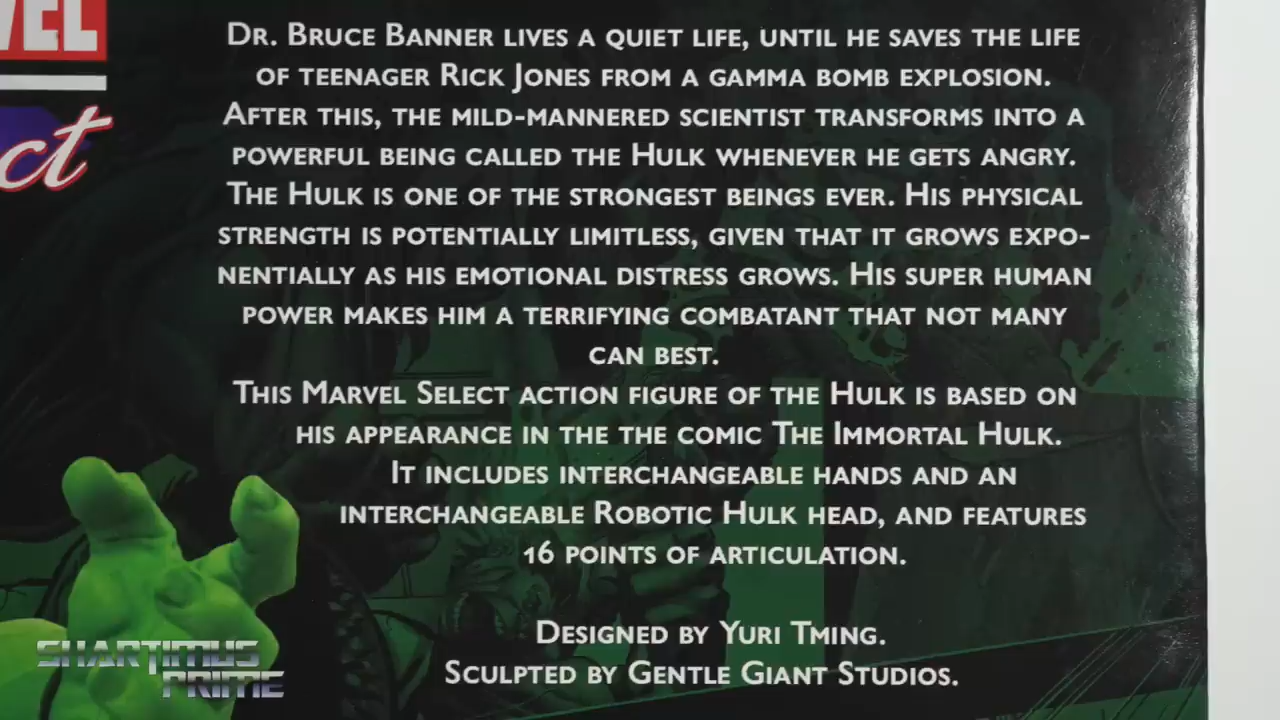 VEL
ct
DR. BRUCE BANNER LIVES A QUIET LIFE, UNTIL HE SAVES THE LIFE
OF TEENAGER RICK JONES FROM A GAMMA BOMB EXPLOSION.
AFTER THIS, THE MILD-MANNERED SCIENTIST TRANSFORMS INTO A
POWERFUL BEING CALLED THE HULK WHENEVER HE GETS ANGRY.
THE HULK IS ONE OF THE STRONGEST BEINGS EVER. HIS PHYSICAL
STRENGTH IS POTENTIALLY LIMITLESS, GIVEN THAT IT GROWS EXPO-
NENTIALLY AS HIS EMOTIONAL DISTRESS GROWS. HIS SUPER HUMAN
POWER MAKES HIM A TERRIFYING COMBATANT THAT NOT MANY
CAN BEST.
THIS MARVEL SELECT ACTION FIGURE OF THE HULK IS BASED ON
HIS APPEARANCE IN THE THE COMIC THE IMMORTAL HULK.
IT INCLUDES INTERCHANGEABLE HANDS AND AN
INTERCHANGEABLE ROBOTIC HULK HEAD, AND FEATURES
16 POINTS OF ARTICULATION.
DESIGNED BY YURI TMING.
SCULPTED BY GENTLE GIANT STUDIOS.
SHARTIMUS
PRIME